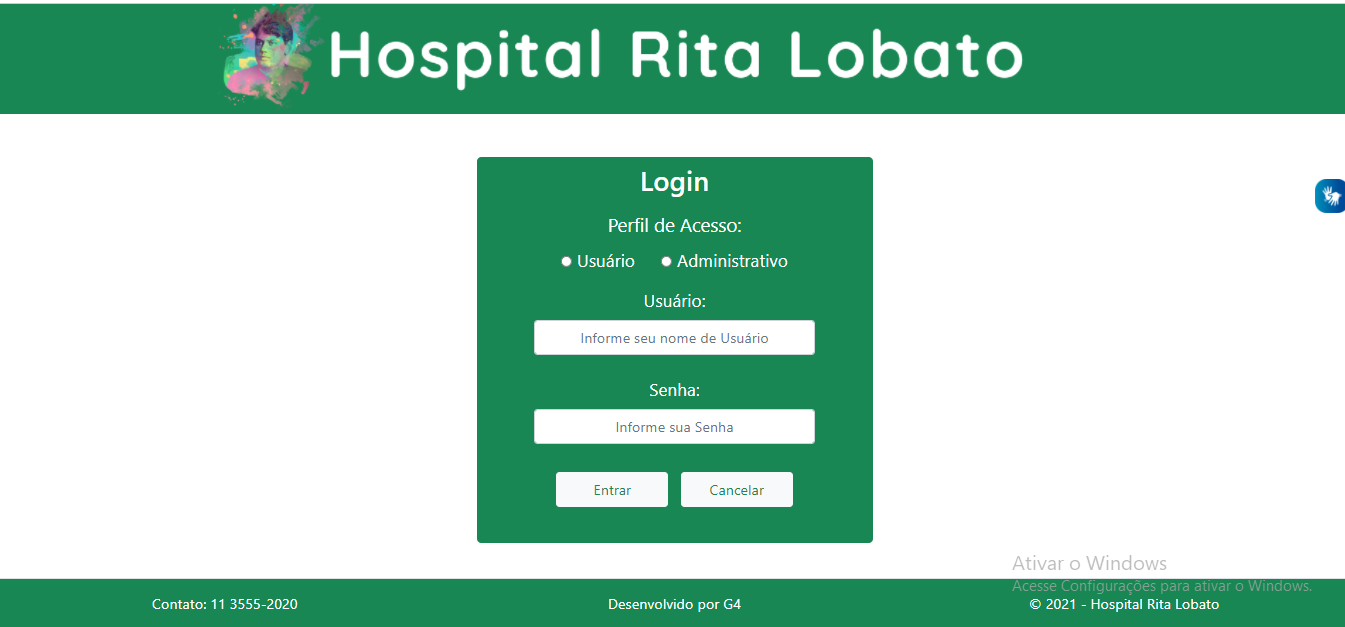 Hospital Rita Lobato
Login
Perfil de Acesso:
Usuário Administrativo
Usuário:
Informe seu nome de Usuário
Senha:
Informe sua Senha
Entrar Cancelar
Ativar o Windows
Acesse Configurações para ativar o Windows.
Contato: 11 3555-2020 Desenvolvido por G4 © 2021 - Hospital Rita Lobato